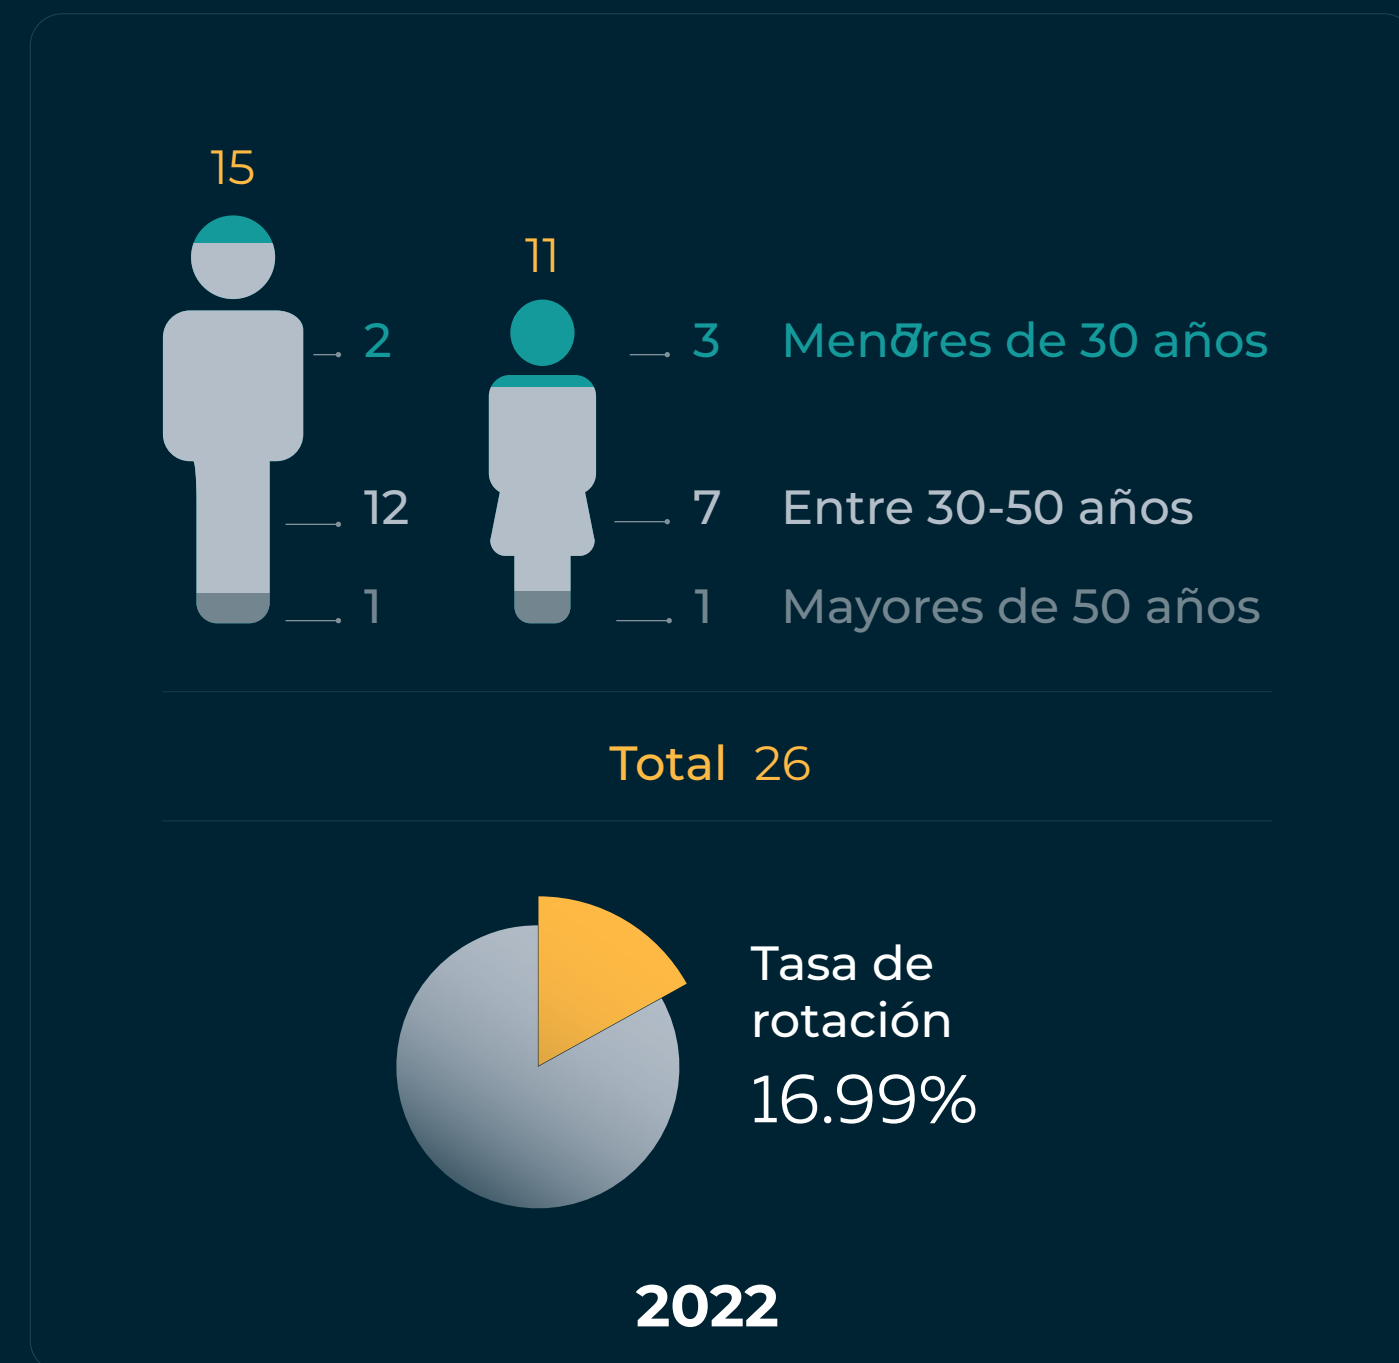 15
11
2 3 Menores de 30 años
12 7 Entre 30-50 años
1 1 Mayores de 50 años
Total 26
Tasa de
rotación
16.99%
2022